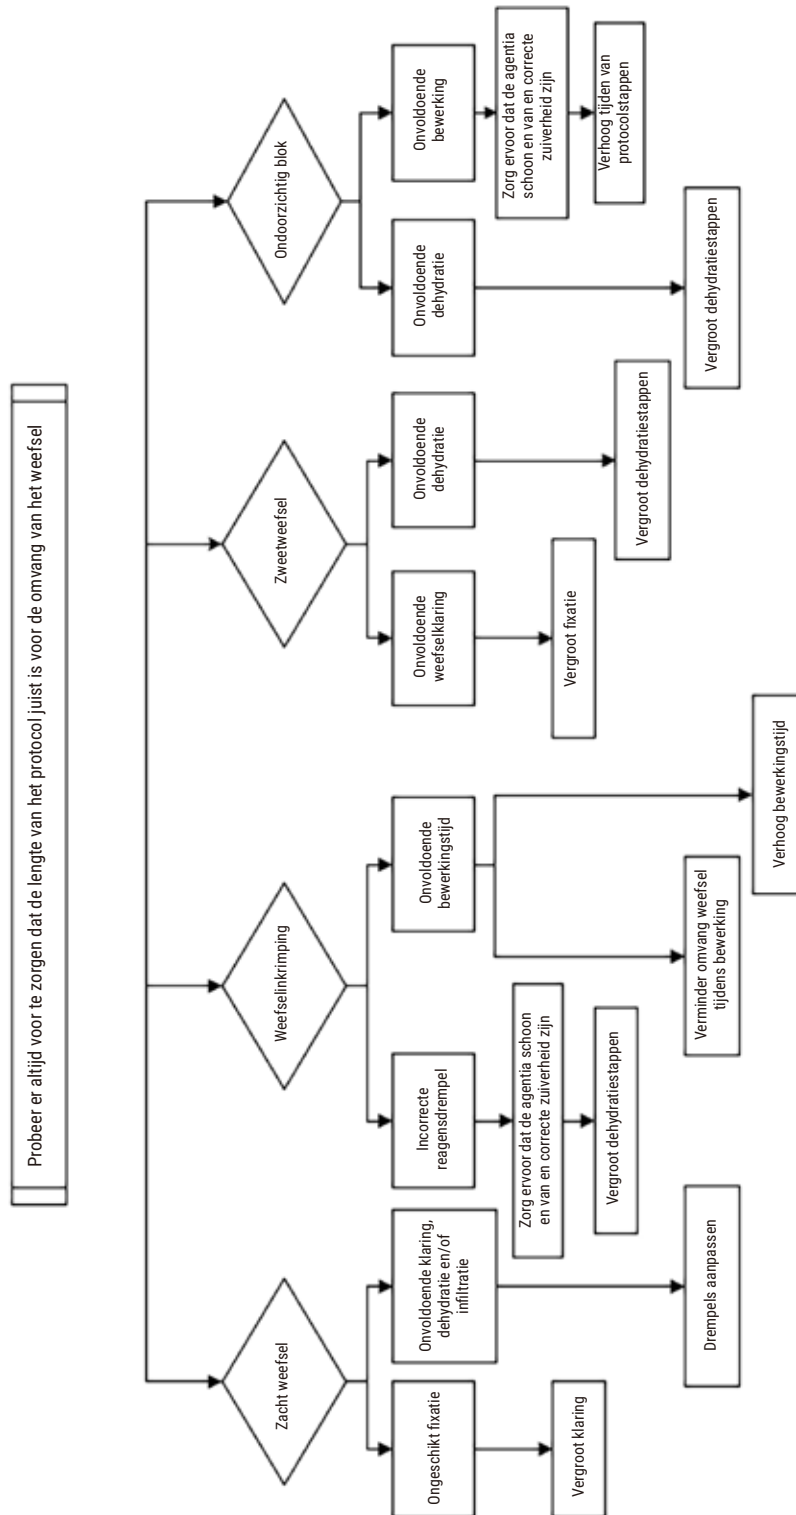 Probeer er altijd voor te zorgen dat de lengte van het protocol juist is voor de omvang van het weefsel
Zacht weefsel
Weefselinkrimping
Zweetweefsel
Ondoorzichtig blok
Ongeschikt fixatie
Onvoldoende klaring,
dehydratie en/of
infiltratie
Incorrecte
reagensdrempel
Onvoldoende
bewerkingstijd
Onvoldoende
weefselklaring
Onvoldoende
dehydratie
Onvoldoende
dehydratie
Onvoldoende
bewerking
Zorg ervoor dat de agentia schoon
en van en correcte zuiverheid zijn
Zorg ervoor dat de agentia
schoon en van en correcte
zuiverheid zijn
Vergroot klaring
Vergroot dehydratiestappen
Vergroot fixatie
Vergroot dehydratiestappen
Verhoog tijden van
protocolstappen
Drempels aanpassen
Verminder omvang weefsel
tijdens bewerking
Vergroot dehydratiestappen
Verhoog bewerkingstijd